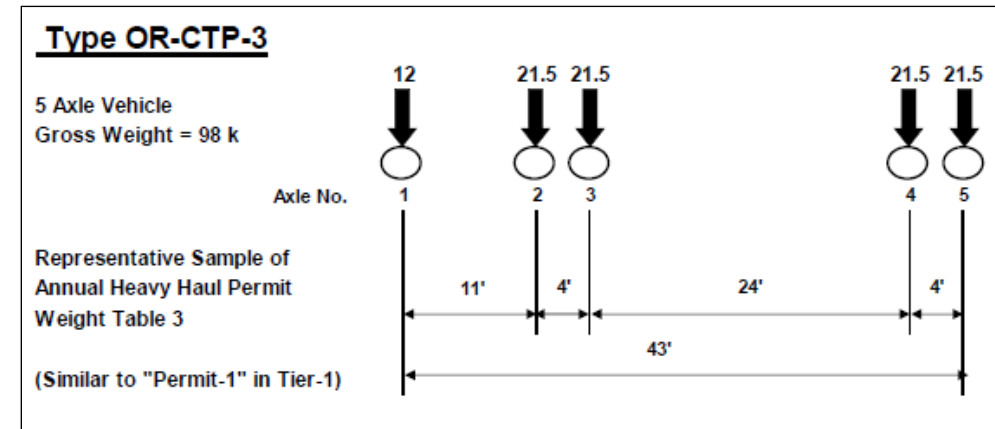 Type OR-CTP-3
12 21.5 21.5 21.5 21.5
5 Axle Vehicle
Gross Weight = 98 k
Axle No. 1 2 3 4 5
Representative Sample of
Annual Heavy Haul Permit
Weight Table 3
11' 4' 24' 4'
43'
(Similar to "Permit-1" in Tier-1)